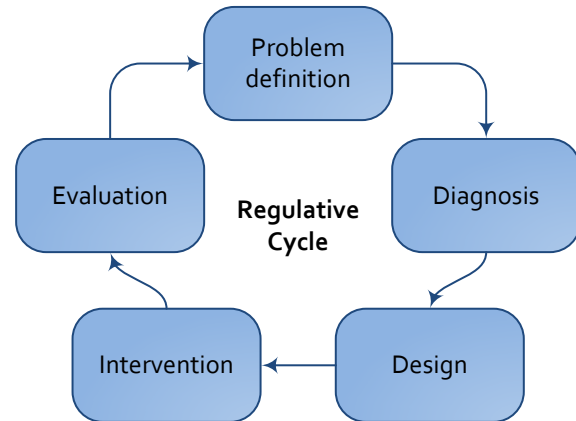 Problem
definition
Evaluation
Diagnosis
Regulative
Cycle
Intervention
Design